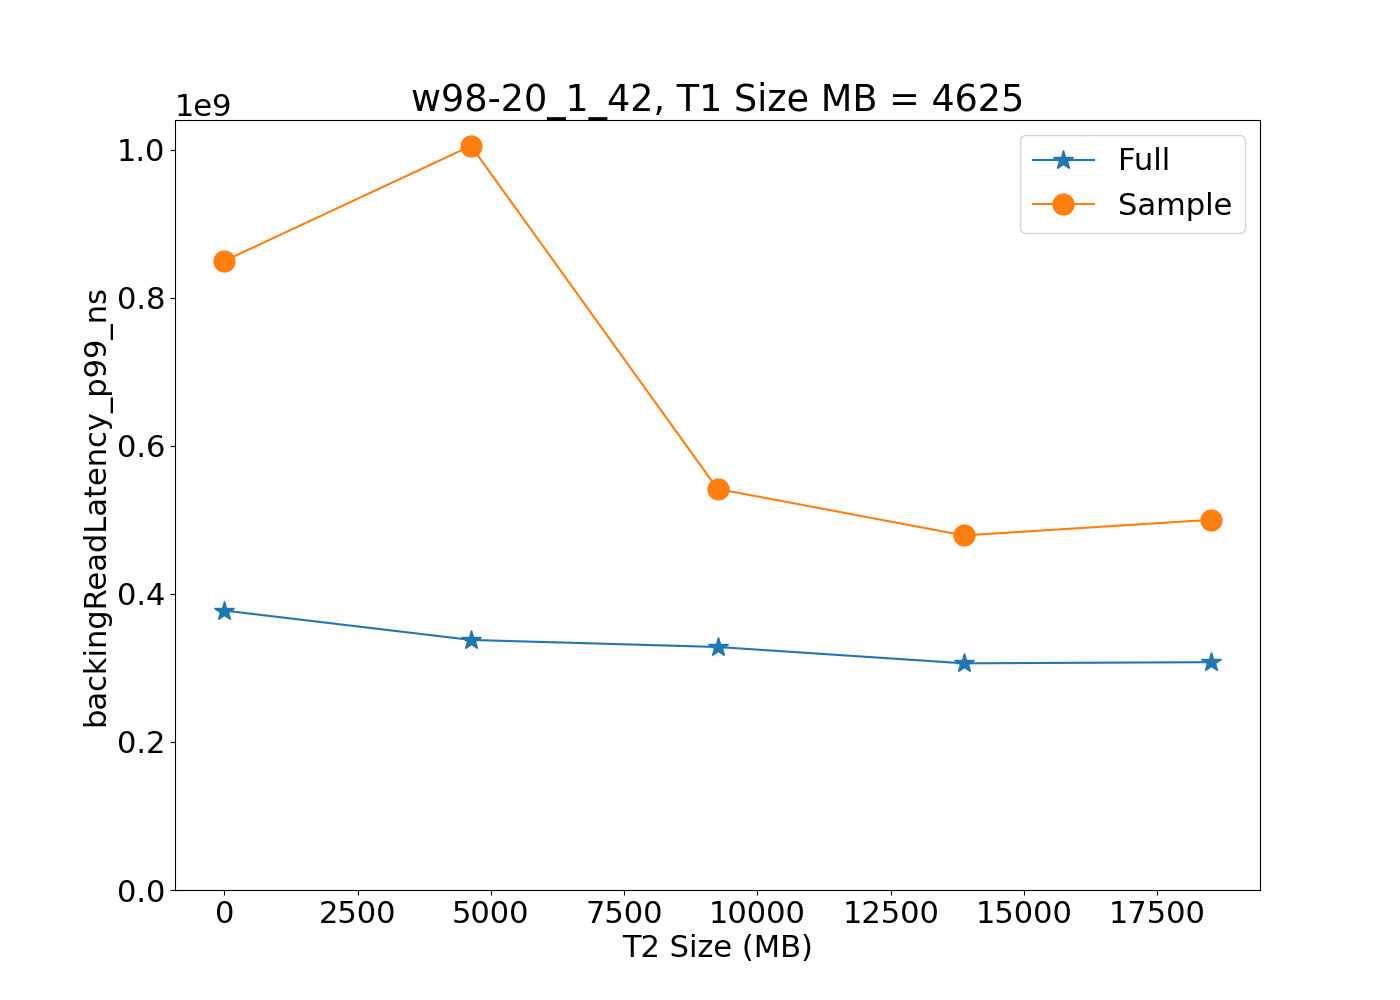 w98-20_1_42, T1 Size MB = 4625
1e9
1.0
0.8
0.6
0.4
0.2
0.0
backingReadLatency_p99_ns
Full
Sample
0 2500 5000 7500 10000 12500 15000 17500
T2 Size (MB)